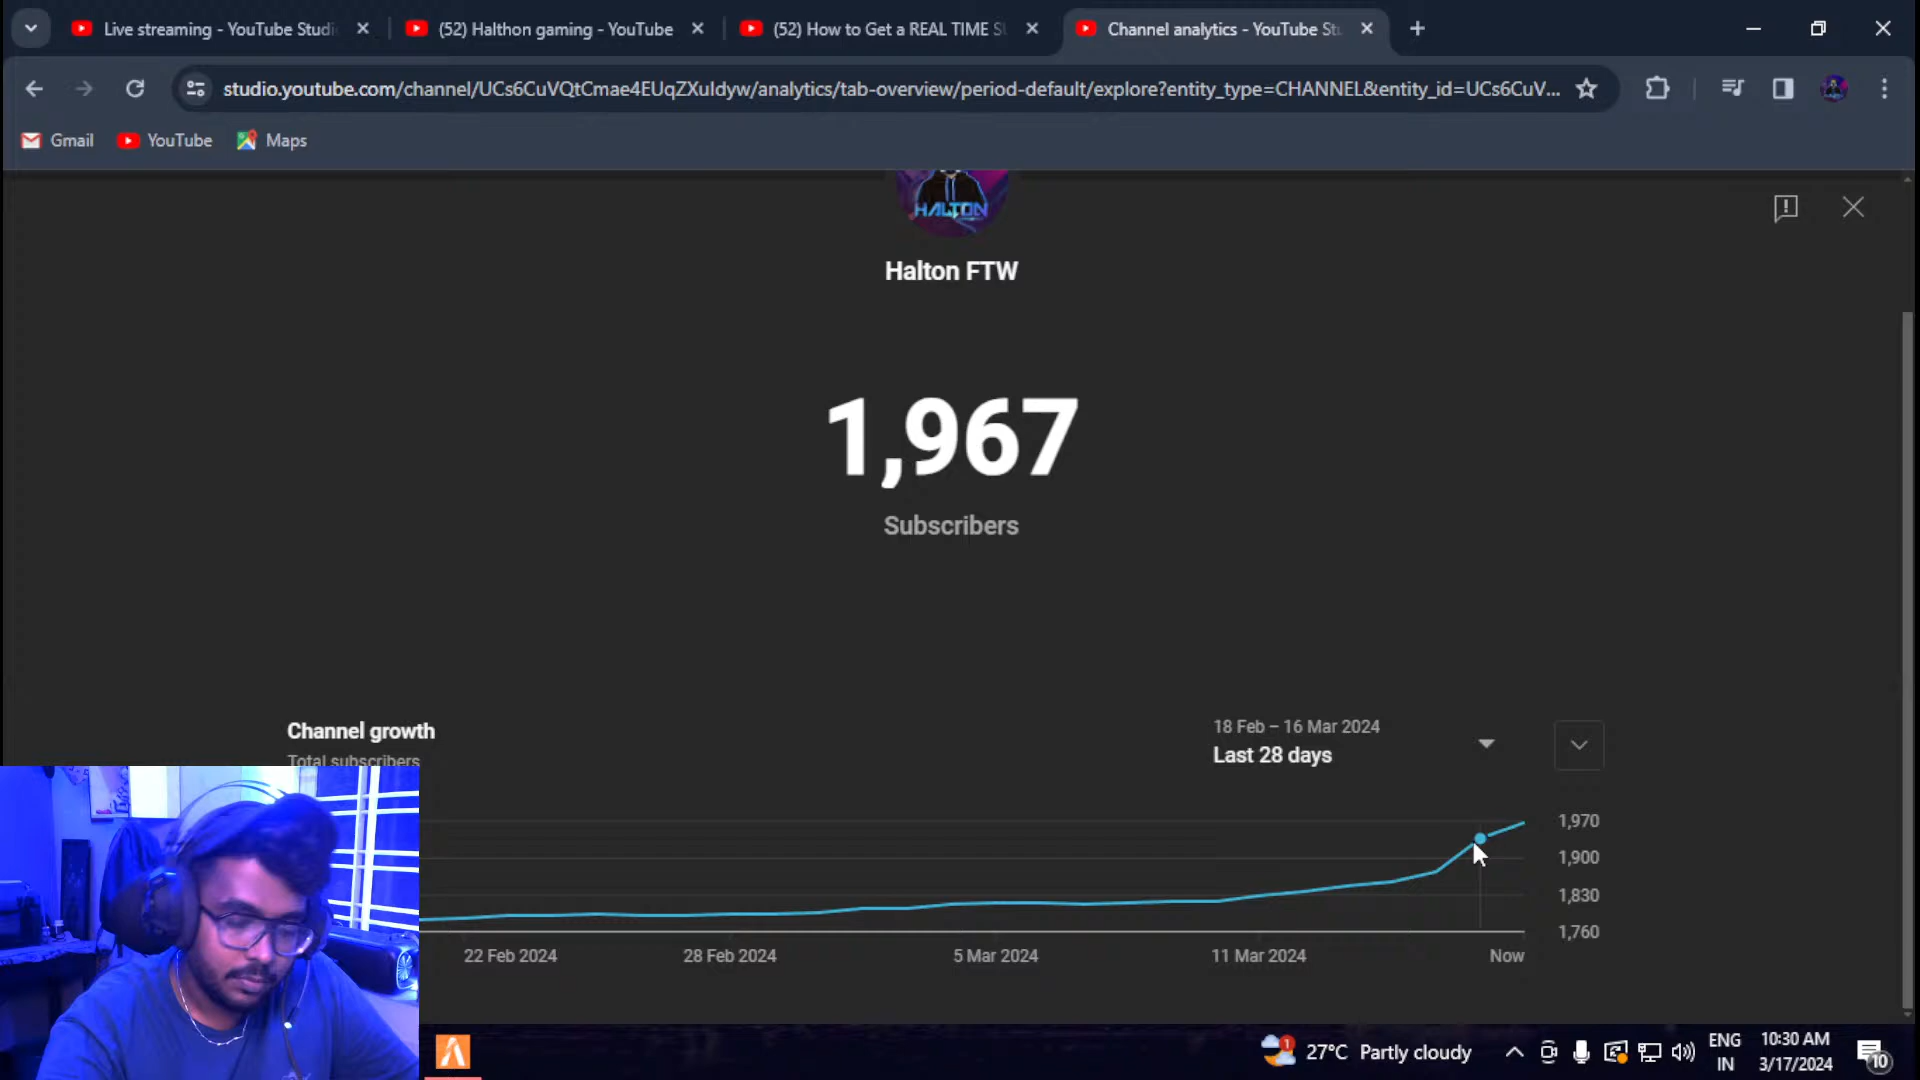 Live streaming - YouTube Studi
(52) Halthon gaming - YouTube
(52) How to Get a REAL TIME S
Channel analytics - YouTube St
studio.youtube.com/channel/UCs6CuVQtCmae4EUqZXuIdyw/analytics/tab-overview/period-default/explore?entity_type=CHANNEL&entity_id=UCs6CuV...
Gmail
YouTube
Maps
HALTON
Halton FTW
1,967
Subscribers
Channel growth
Total subscribers
18 Feb – 16 Mar 2024
Last 28 days
1,970
1,900
1,830
1,760
22 Feb 2024
28 Feb 2024
5 Mar 2024
11 Mar 2024
Now
1
27°C Partly cloudy
ENG
IN
10:30 AM
3/17/2024
10